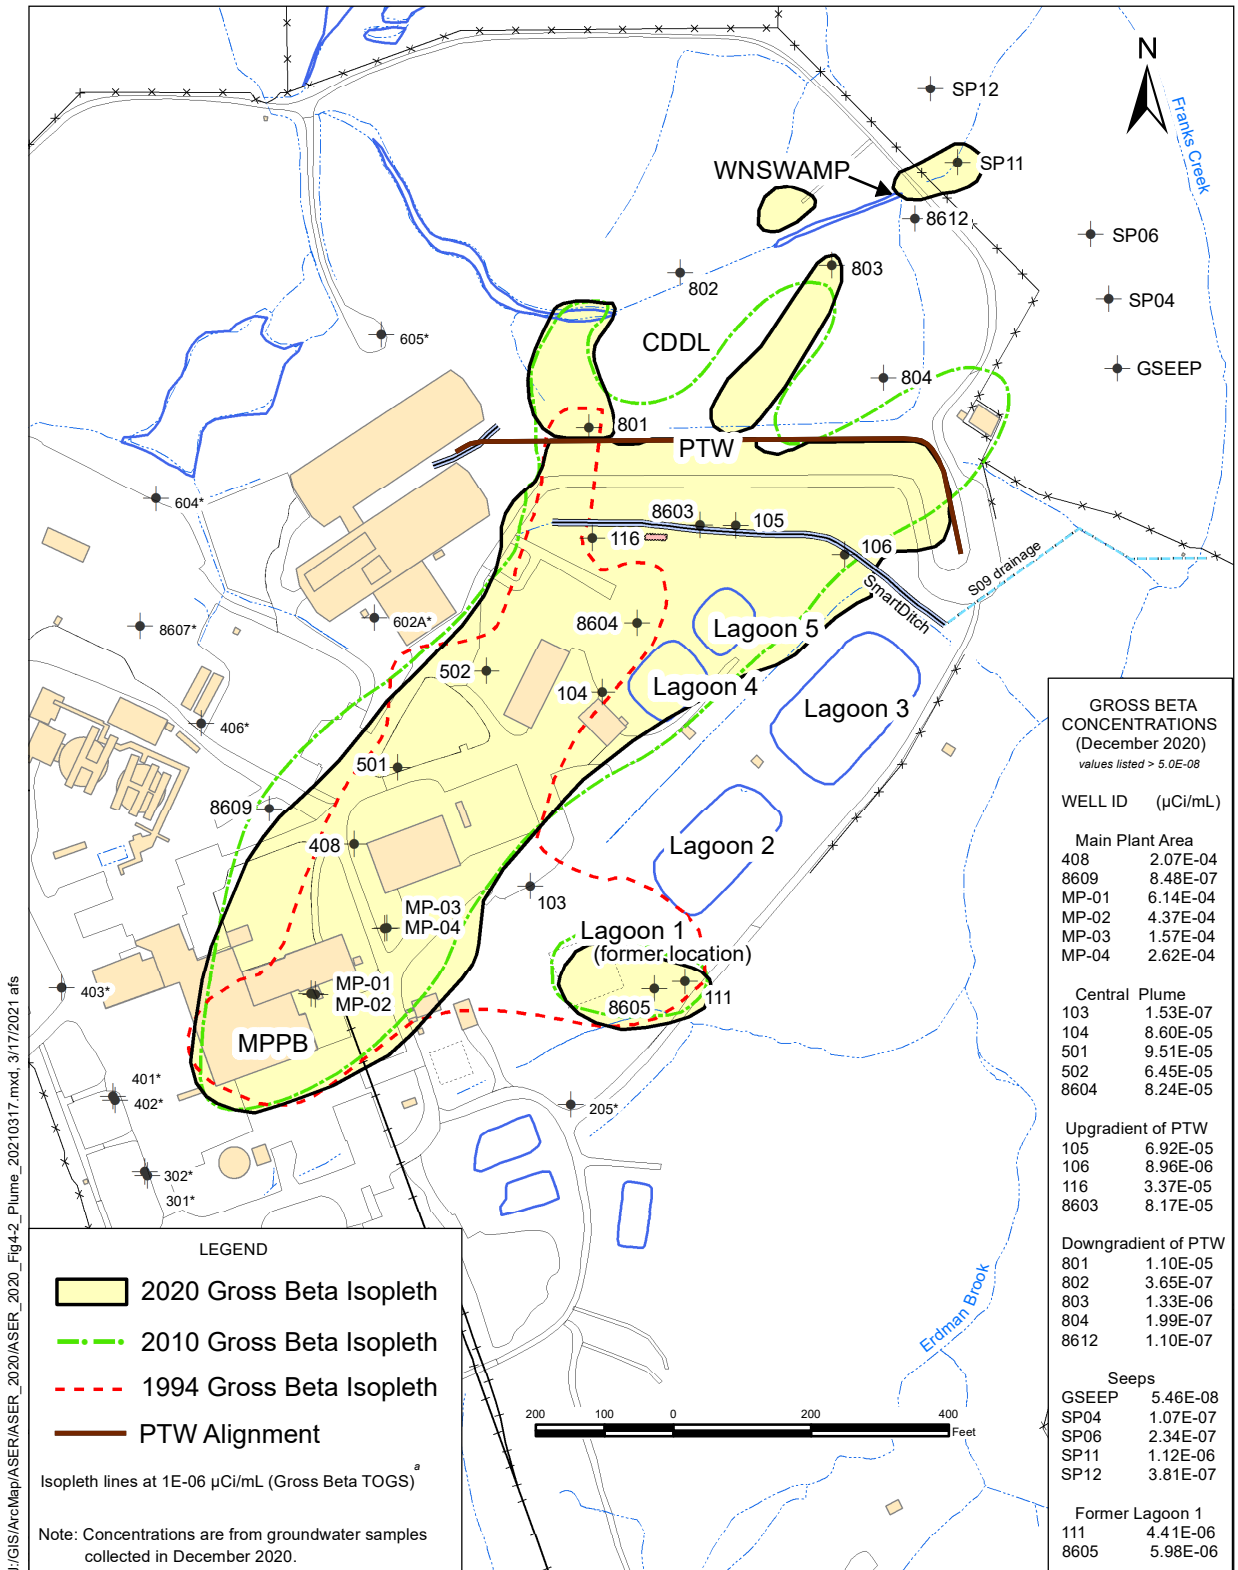 N
SP12
Franks Creek
WNSWAMP
SP11
8612
SP06
803
802
SP04
605*
CDDL
GSEEP
804
801
PTW
604*
8603
105
116
106
S09 drainage
SmartDitch
602A*
8604
Lagoon 5
8607*
502
104
Lagoon 4
Lagoon 3
406*
501
8609
408
Lagoon 2
103
MP-03
MP-04
Lagoon 1
(former location)
403*
MP-01
MP-02
8605
111
MPPB
401*
402*
205*
302*
301*
Erdman Brook
GROSS BETA
CONCENTRATIONS
(December 2020)
values listed > 5.0E-08
WELL ID (µCi/mL)
Main Plant Area
408 2.07E-04
8609 8.48E-07
MP-01 6.14E-04
MP-02 4.37E-04
MP-03 1.57E-04
MP-04 2.62E-04
Central Plume
103 1.53E-07
104 8.60E-05
501 9.51E-05
502 6.45E-05
8604 8.24E-05
Upgradient of PTW
105 6.92E-05
106 8.96E-06
116 3.37E-05
8603 8.17E-05
Downgradient of PTW
801 1.10E-05
802 3.65E-07
803 1.33E-06
804 1.99E-07
8612 1.10E-07
Seeps
GSEEP 5.46E-08
SP04 1.07E-07
SP06 2.34E-07
SP11 1.12E-06
SP12 3.81E-07
Former Lagoon 1
111 4.41E-06
8605 5.98E-06
LEGEND
2020 Gross Beta Isopleth
2010 Gross Beta Isopleth
1994 Gross Beta Isopleth
PTW Alignment
Isopleth lines at 1E-06 µCi/mL (Gross Beta TOGS) a
Note: Concentrations are from groundwater samples
collected in December 2020.
200 100 0 200 400
Feet
I:/GIS/ArcMap/ASER/ASER_2020/ASER_2020_Fig4-2_Plume_20210317.mxd, 3/17/2021 afs